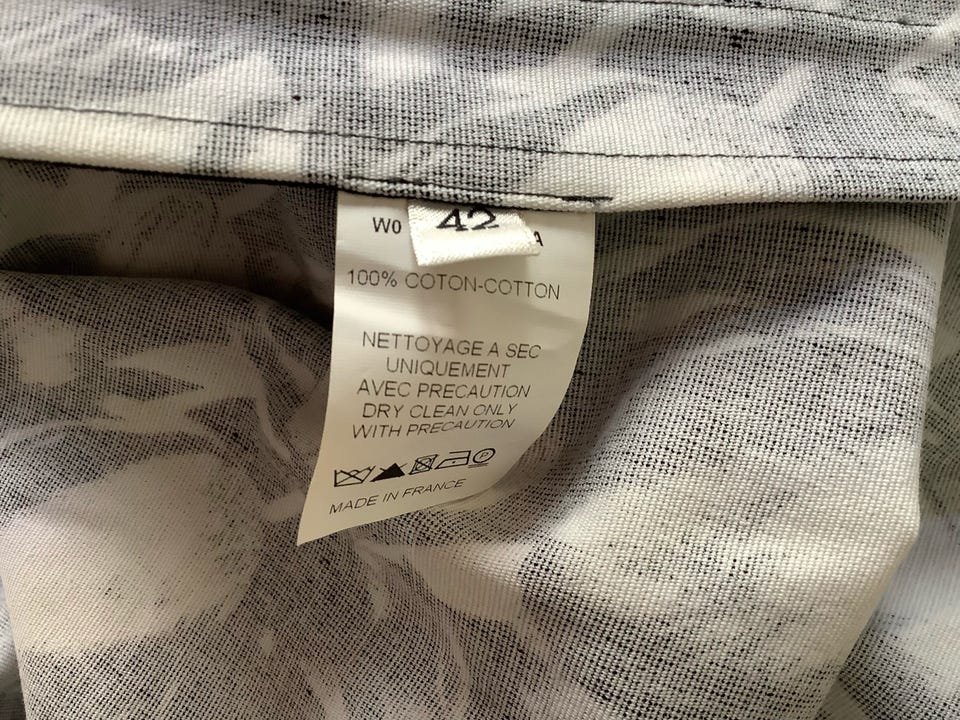 W0 42 A
100% COTON-COTTON
NETTOYAGE A SEC
UNIQUEMENT
AVEC PRECAUTION
DRY CLEAN ONLY
WITH PRECAUTION
P
MADE IN FRANCE